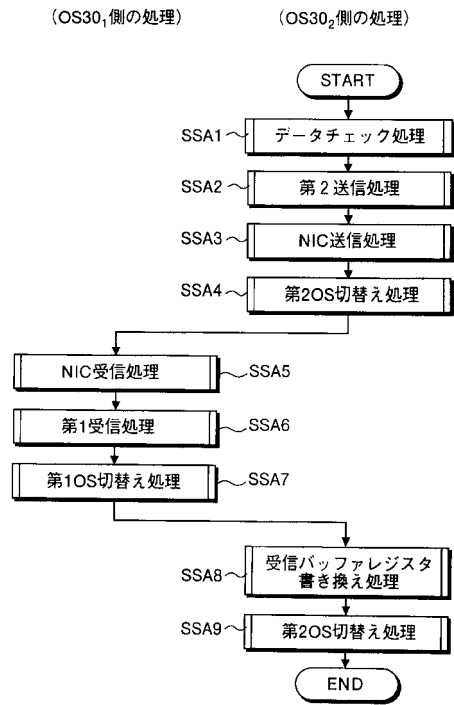 (OS30₁側の処理) (OS30₂側の処理)
START
SSA1 データチェック処理
SSA2 第2送信処理
SSA3 NIC送信処理
SSA4 第2OS切替え処理
NIC受信処理 SSA5
第1受信処理 SSA6
第1OS切替え処理 SSA7
受信バッファレジスタ
SSA8 書き換え処理
SSA9 第2OS切替え処理
END